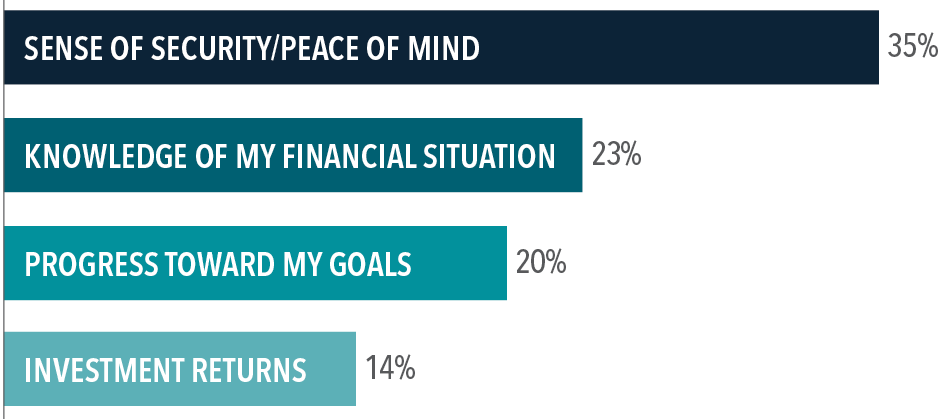 SENSE OF SECURITY/PEACE OF MIND 35%
KNOWLEDGE OF MY FINANCIAL SITUATION 23%
PROGRESS TOWARD MY GOALS 20%
INVESTMENT RETURNS 14%